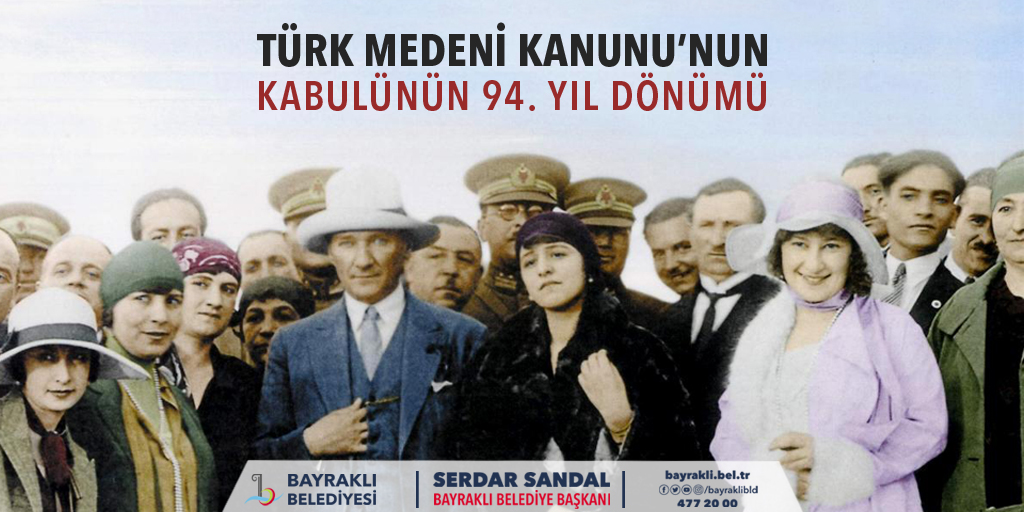 TÜRK MEDENİ KANUNU'NUN
KABULÜNÜN 94. YIL DÖNÜMÜ
BAYRAKLI
BELEDİYESİ
SERDAR SANDAL
BAYRAKLI BELEDİYE BAŞKANI
bayrakli.bel.tr
/bayraklibld
477 20 00